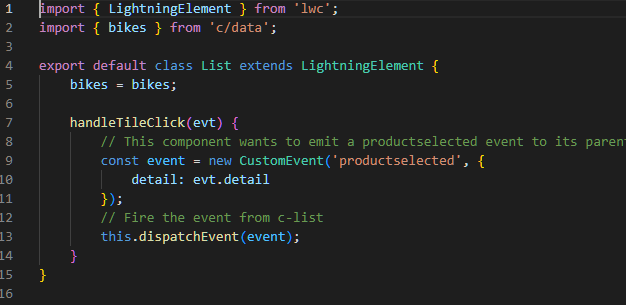 1 import { LightningElement } from 'lwc';
2 import { bikes } from 'c/data';
3
4 export default class List extends LightningElement {
5     bikes = bikes;
6
7     handleTileClick(evt) {
8         // This component wants to emit a productselected event to its parent
9         const event = new CustomEvent('productselected', {
10             detail: evt.detail
11         });
12         // Fire the event from c-list
13         this.dispatchEvent(event);
14     }
15 }
16